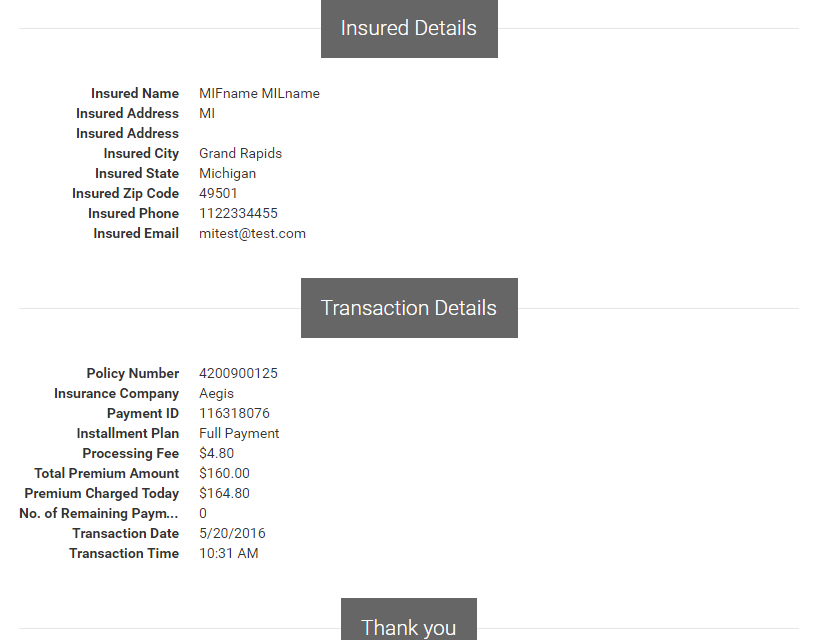 Insured Details
Insured Name MIFname MILname
Insured Address MI
Insured Address
Insured City Grand Rapids
Insured State Michigan
Insured Zip Code 49501
Insured Phone 1122334455
Insured Email mitest@test.com
Transaction Details
Policy Number 4200900125
Insurance Company Aegis
Payment ID 116318076
Installment Plan Full Payment
Processing Fee $4.80
Total Premium Amount $160.00
Premium Charged Today $164.80
No. of Remaining Paym... 0
Transaction Date 5/20/2016
Transaction Time 10:31 AM
Thank you